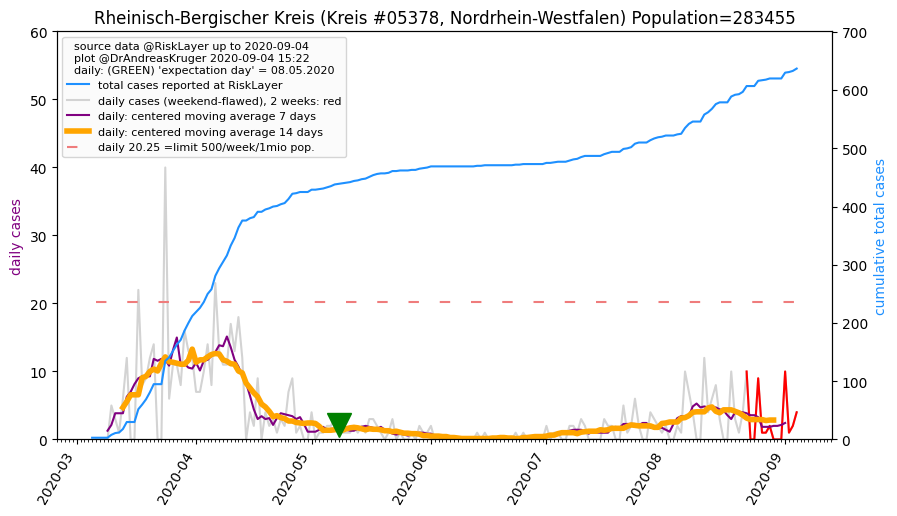 Rheinisch-Bergischer Kreis (Kreis #05378, Nordrhein-Westfalen) Population=283455
source data @RiskLayer up to 2020-09-04
plot @DrAndreasKruger 2020-09-04 15:22
daily: (GREEN) 'expectation day' = 08.05.2020
total cases reported at RiskLayer
daily cases (weekend-flawed), 2 weeks: red
daily: centered moving average 7 days
daily: centered moving average 14 days
daily 20.25 =limit 500/week/1mio pop.
daily cases
60
50
40
30
20
10
0
cumulative total cases
700
600
500
400
300
200
100
0
2020-03
2020-04
2020-05
2020-06
2020-07
2020-08
2020-09